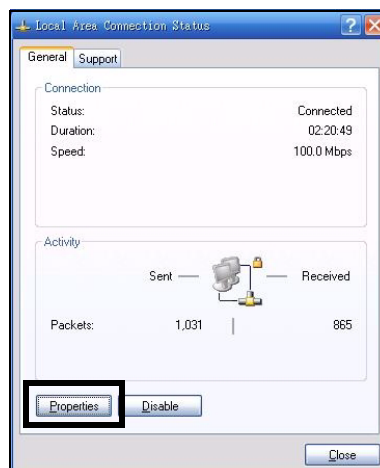 Local Area Connection Status
General Support
Connection
Status: Connected
Duration: 02:20:49
Speed: 100.0 Mbps
Activity
Sent — — Received
Packets: 1,031 | 865
Properties Disable
Close